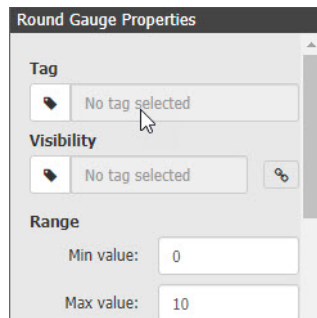 Round Gauge Properties
Tag
No tag selected
Visibility
No tag selected
Range
Min value: 0
Max value: 10